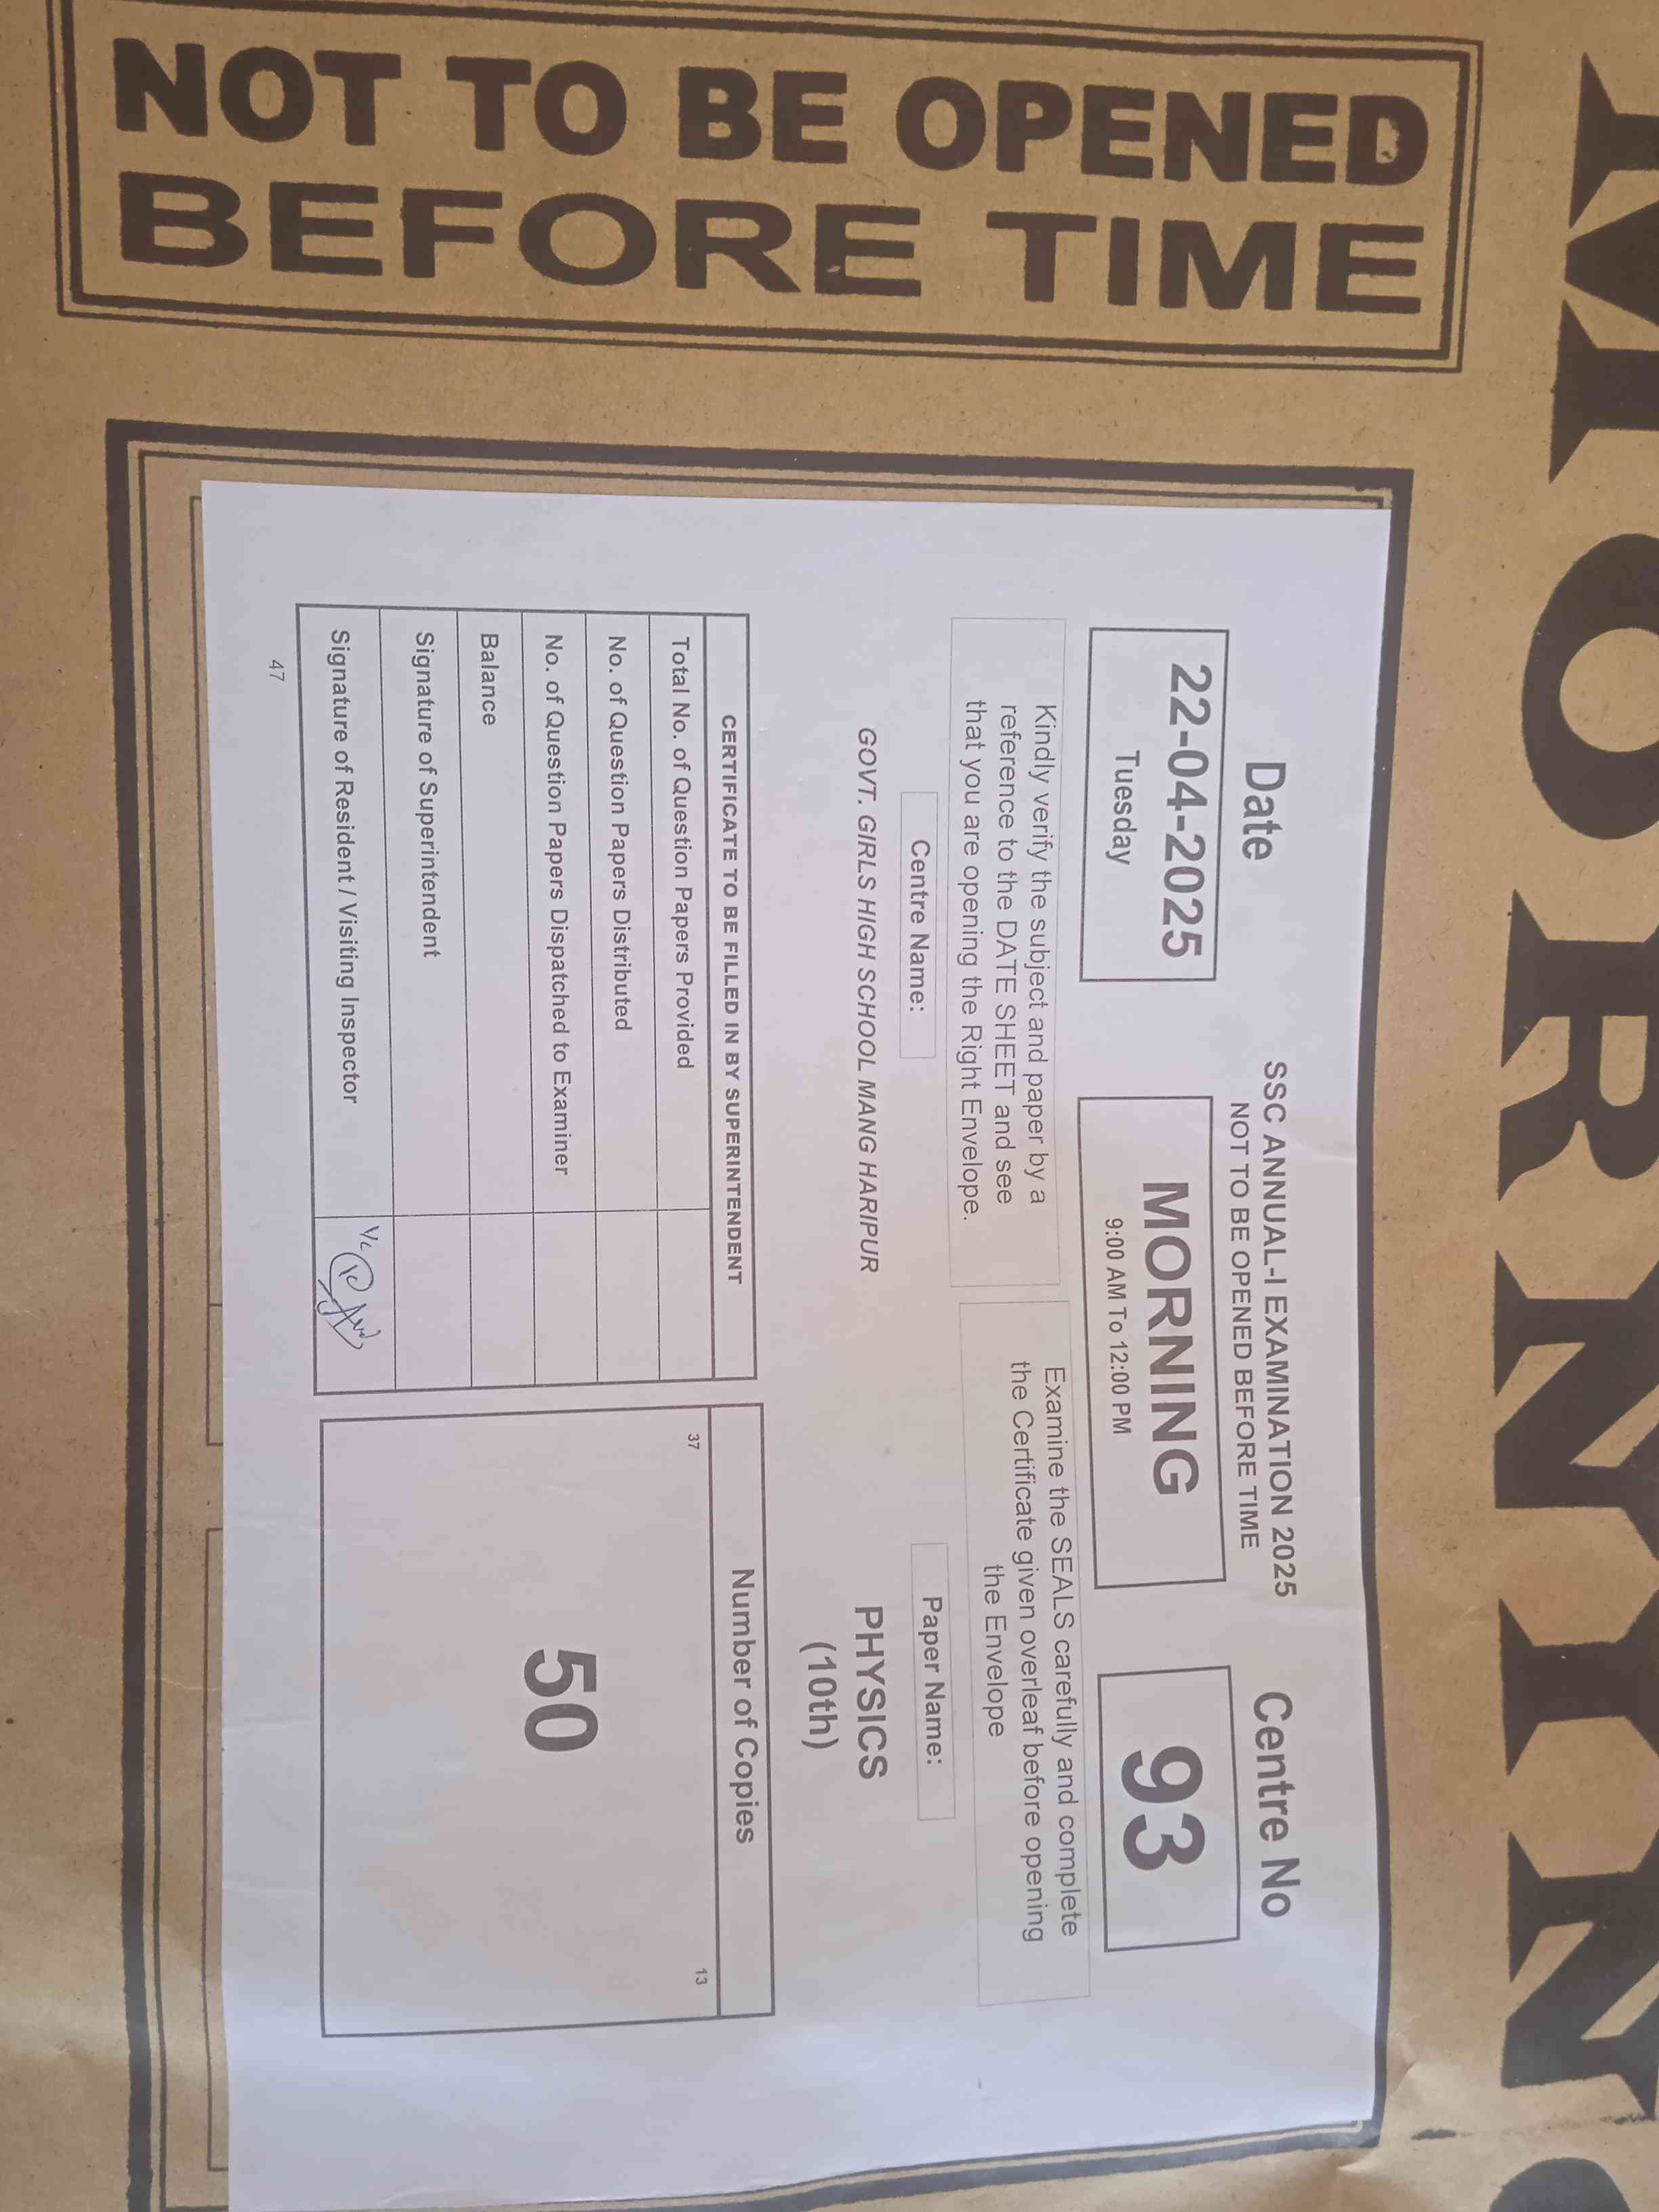 NOT TO BE OPENED
BEFORE TIME
Date
SSC ANNUAL-I EXAMINATION 2025
NOT TO BE OPENED BEFORE TIME
Centre No
22-04-2025
Tuesday
MORNING
9:00 AM To 12:00 PM
93
Kindly verify the subject and paper by a
reference to the DATE SHEET and see
that you are opening the Right Envelope.
Examine the SEALS carefully and complete
the Certificate given overleaf before opening
the Envelope
Centre Name:
Paper Name:
GOVT. GIRLS HIGH SCHOOL MANG HARIPUR
PHYSICS
(10th)
CERTIFICATE TO BE FILLED IN BY SUPERINTENDENT
Total No. of Question Papers Provided
No. of Question Papers Distributed
No. of Question Papers Dispatched to Examiner
Balance
Signature of Superintendent
Signature of Resident / Visiting Inspector
Number of Copies
37
13
50
47